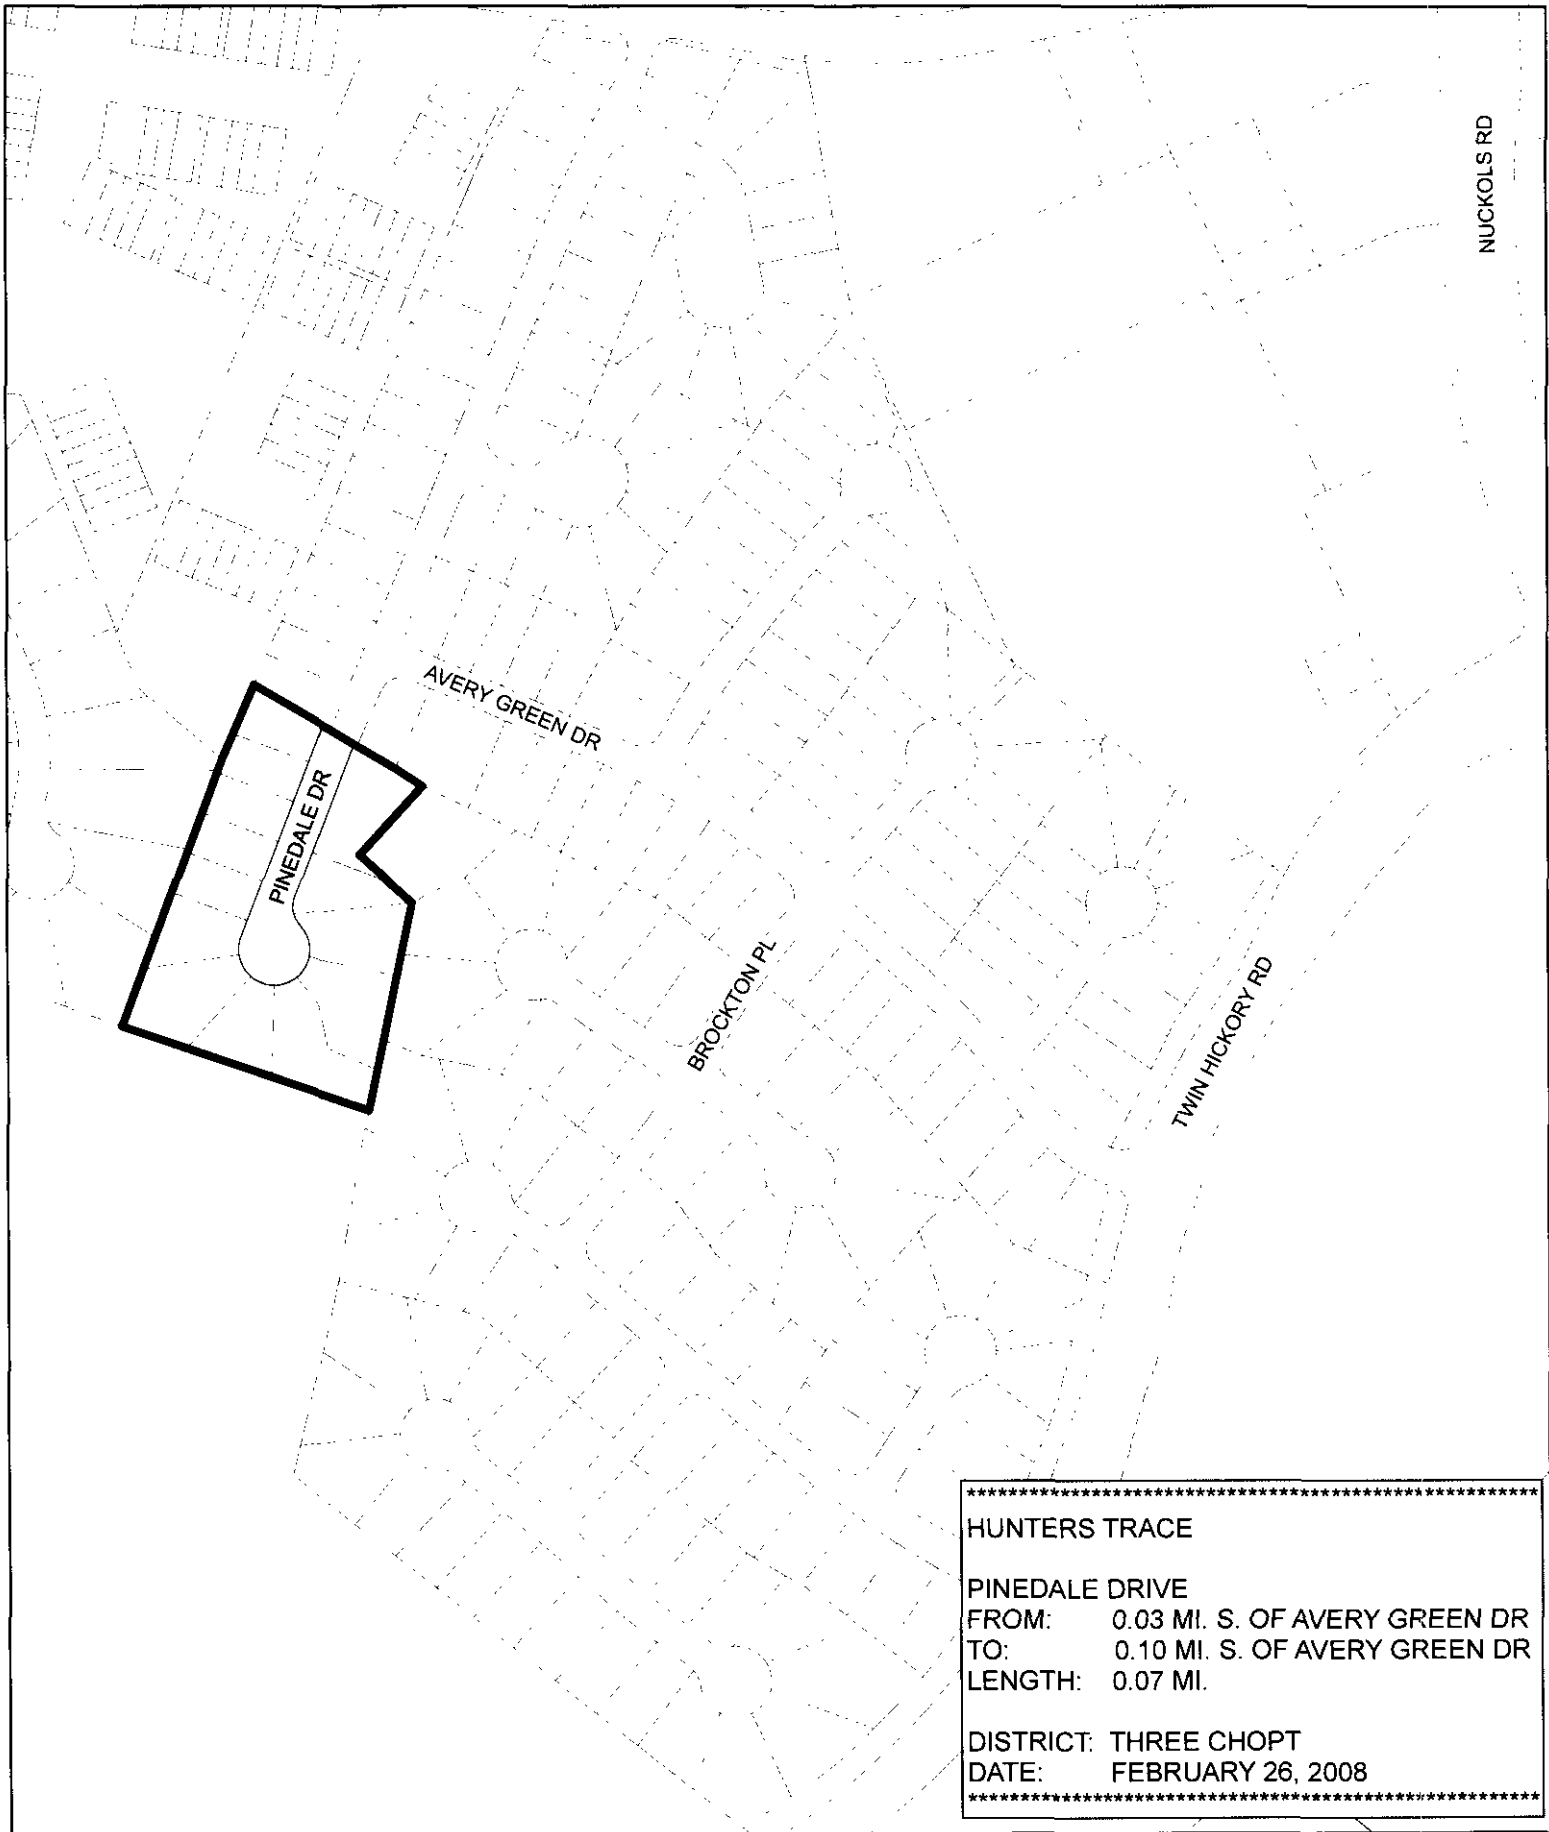 NUCKOLS RD
AVERY GREEN DR
PINEDALE DR
BROCKTON PL
TWIN HICKORY RD
******************************************************
HUNTERS TRACE
PINEDALE DRIVE
FROM: 0.03 MI. S. OF AVERY GREEN DR
TO: 0.10 MI. S. OF AVERY GREEN DR
LENGTH: 0.07 MI.
DISTRICT: THREE CHOPT
DATE: FEBRUARY 26, 2008
******************************************************